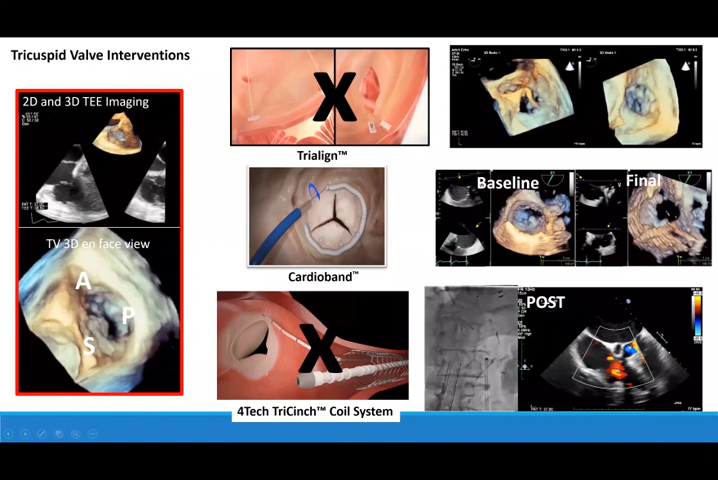 Tricuspid Valve Interventions
2D and 3D TEE Imaging
TV 3D en face view
A
P
S
X
Trialign™
Cardioband™
X
4Tech TriCinch™ Coil System
Baseline
Final
POST